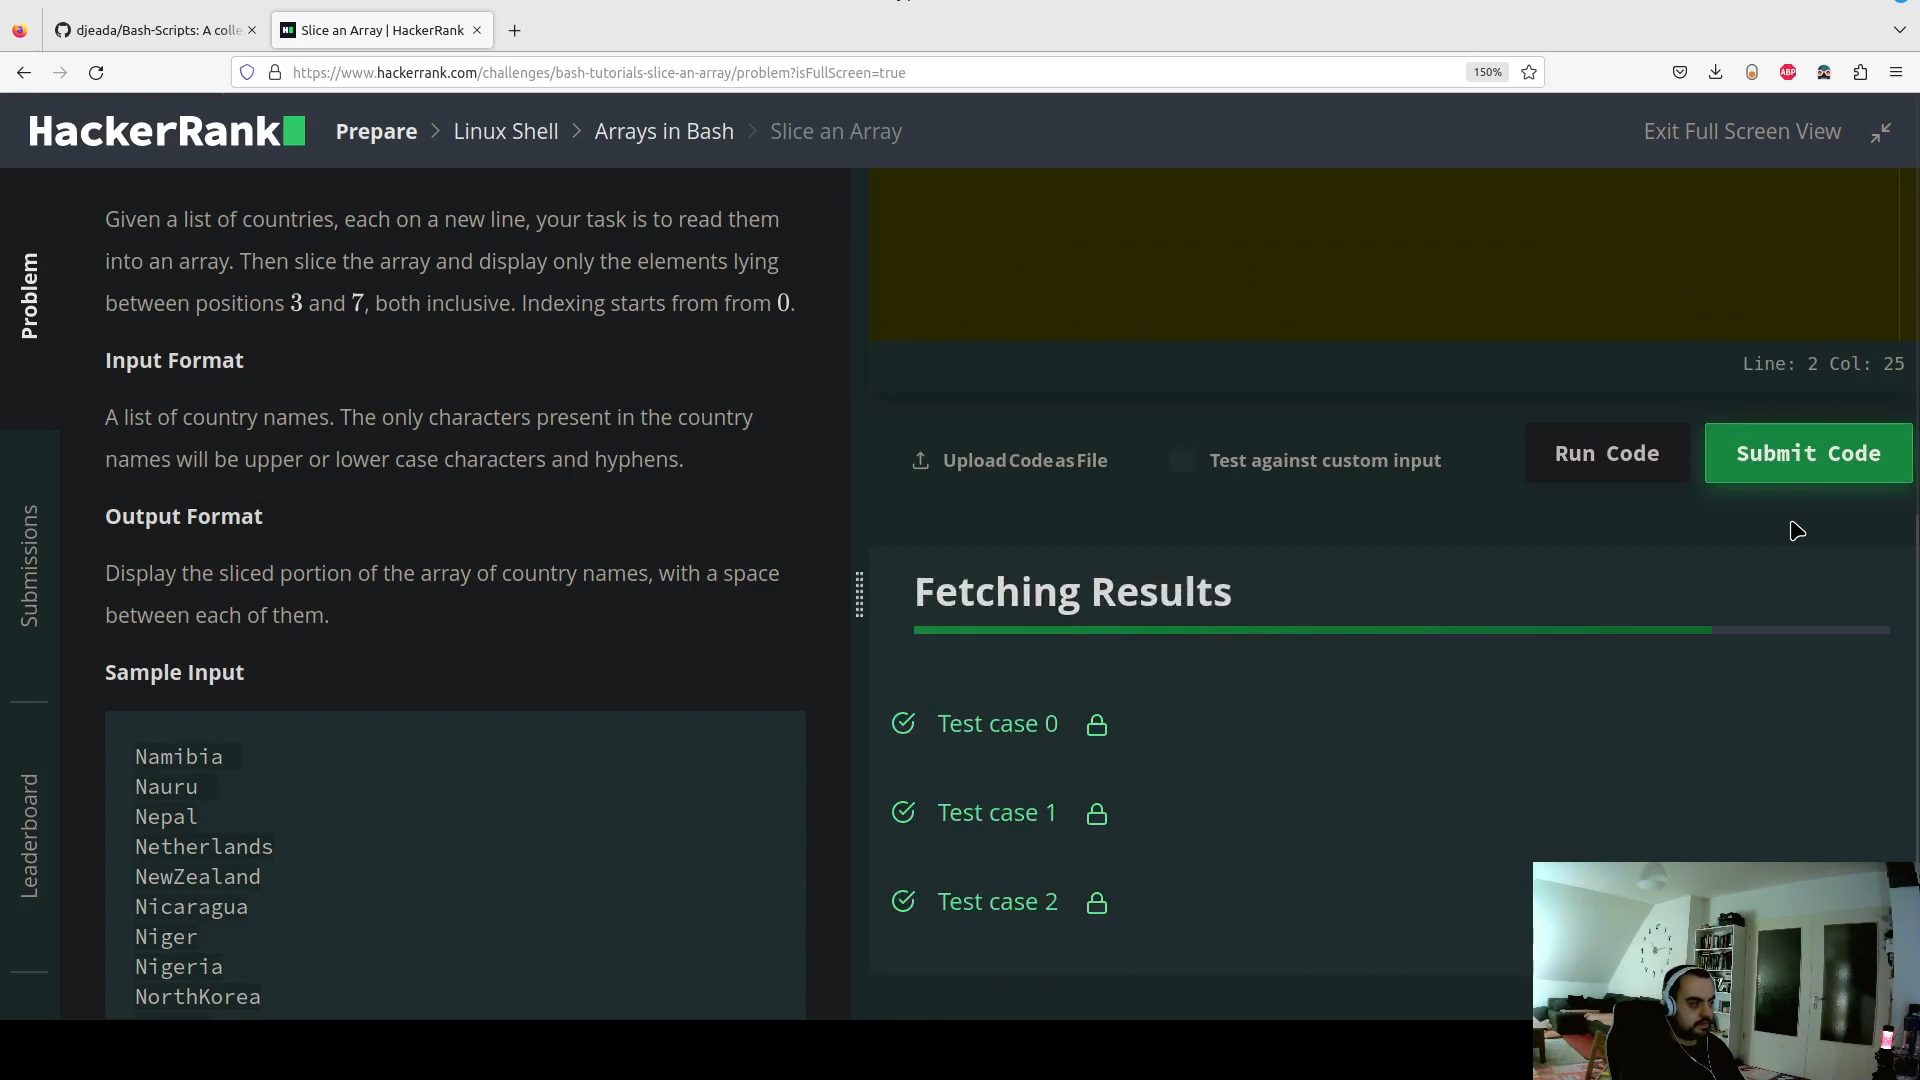 djeada/Bash-Scripts: A colle
Slice an Array | HackerRank
https://www.hackerrank.com/challenges/bash-tutorials-slice-an-array/problem?isFullScreen=true
150%
ABP
HackerRank
Prepare > Linux Shell > Arrays in Bash > Slice an Array
Exit Full Screen View
Problem
Submissions
Leaderboard
Given a list of countries, each on a new line, your task is to read them
into an array. Then slice the array and display only the elements lying
between positions 3 and 7, both inclusive. Indexing starts from from 0.
Input Format
A list of country names. The only characters present in the country
names will be upper or lower case characters and hyphens.
Output Format
Display the sliced portion of the array of country names, with a space
between each of them.
Sample Input
Namibia
Nauru
Nepal
Netherlands
NewZealand
Nicaragua
Niger
Nigeria
NorthKorea
Line: 2 Col: 25
Upload Code as File
Test against custom input
Run Code
Submit Code
Fetching Results
Test case 0
Test case 1
Test case 2